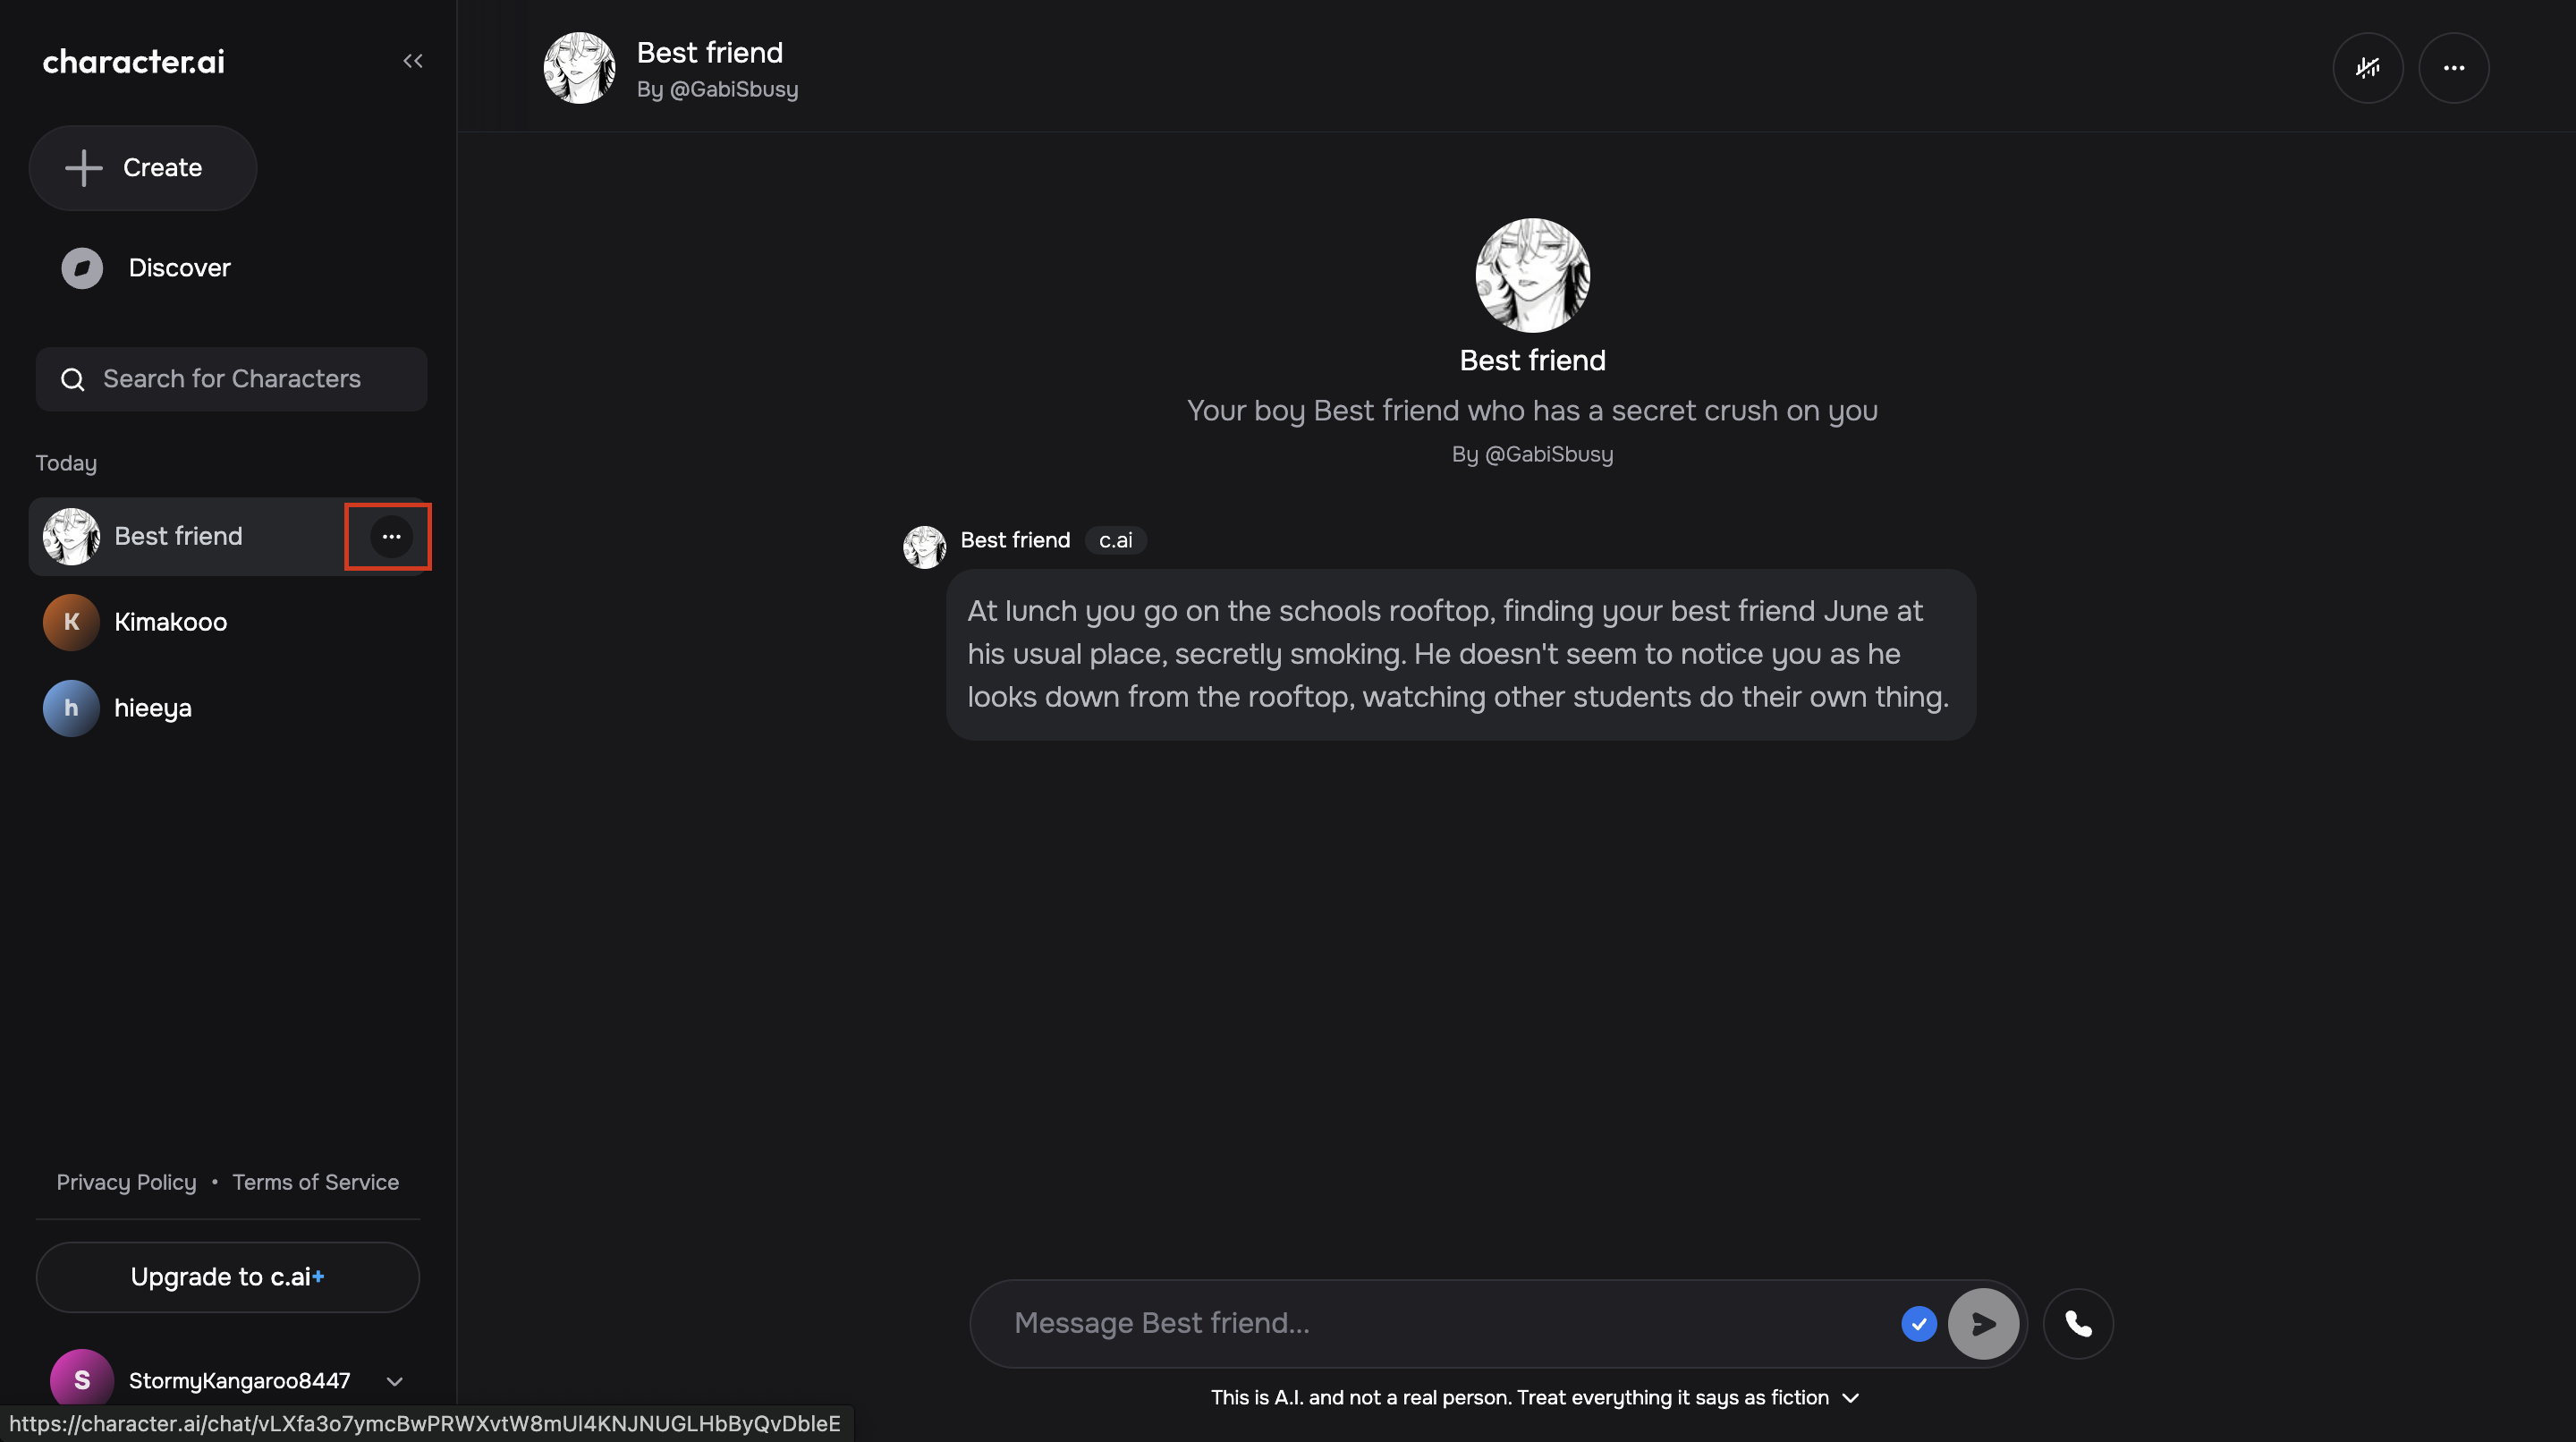 character.ai
Create
Discover
Search for Characters
Today
Best friend
K
Kimakooo
h
hieeya
Privacy Policy • Terms of Service
Upgrade to c.ai+
S
StormyKangaroo8447
https://character.ai/chat/vLXfa3o7ymcBwPRWXvtW8mUl4KNJNUGLHbByQvDbleE
Best friend
By @GabiSbusy
Best friend
Your boy Best friend who has a secret crush on you
By @GabiSbusy
Best friend c.ai
At lunch you go on the schools rooftop, finding your best friend June at
his usual place, secretly smoking. He doesn't seem to notice you as he
looks down from the rooftop, watching other students do their own thing.
Message Best friend...
This is A.I. and not a real person. Treat everything it says as fiction